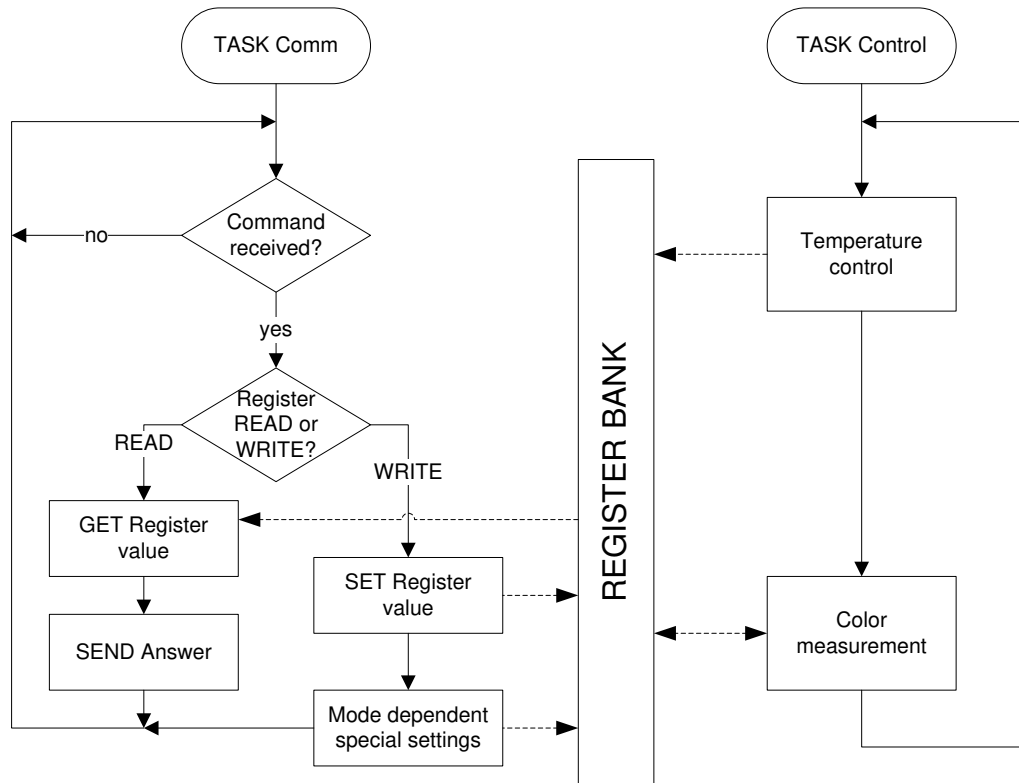 TASK Comm
TASK Control
Command
received?
no
yes
Temperature
control
Register
READ or
WRITE?
READ
WRITE
REGISTER BANK
GET Register
value
SET Register
value
SEND Answer
Color
measurement
Mode dependent
special settings